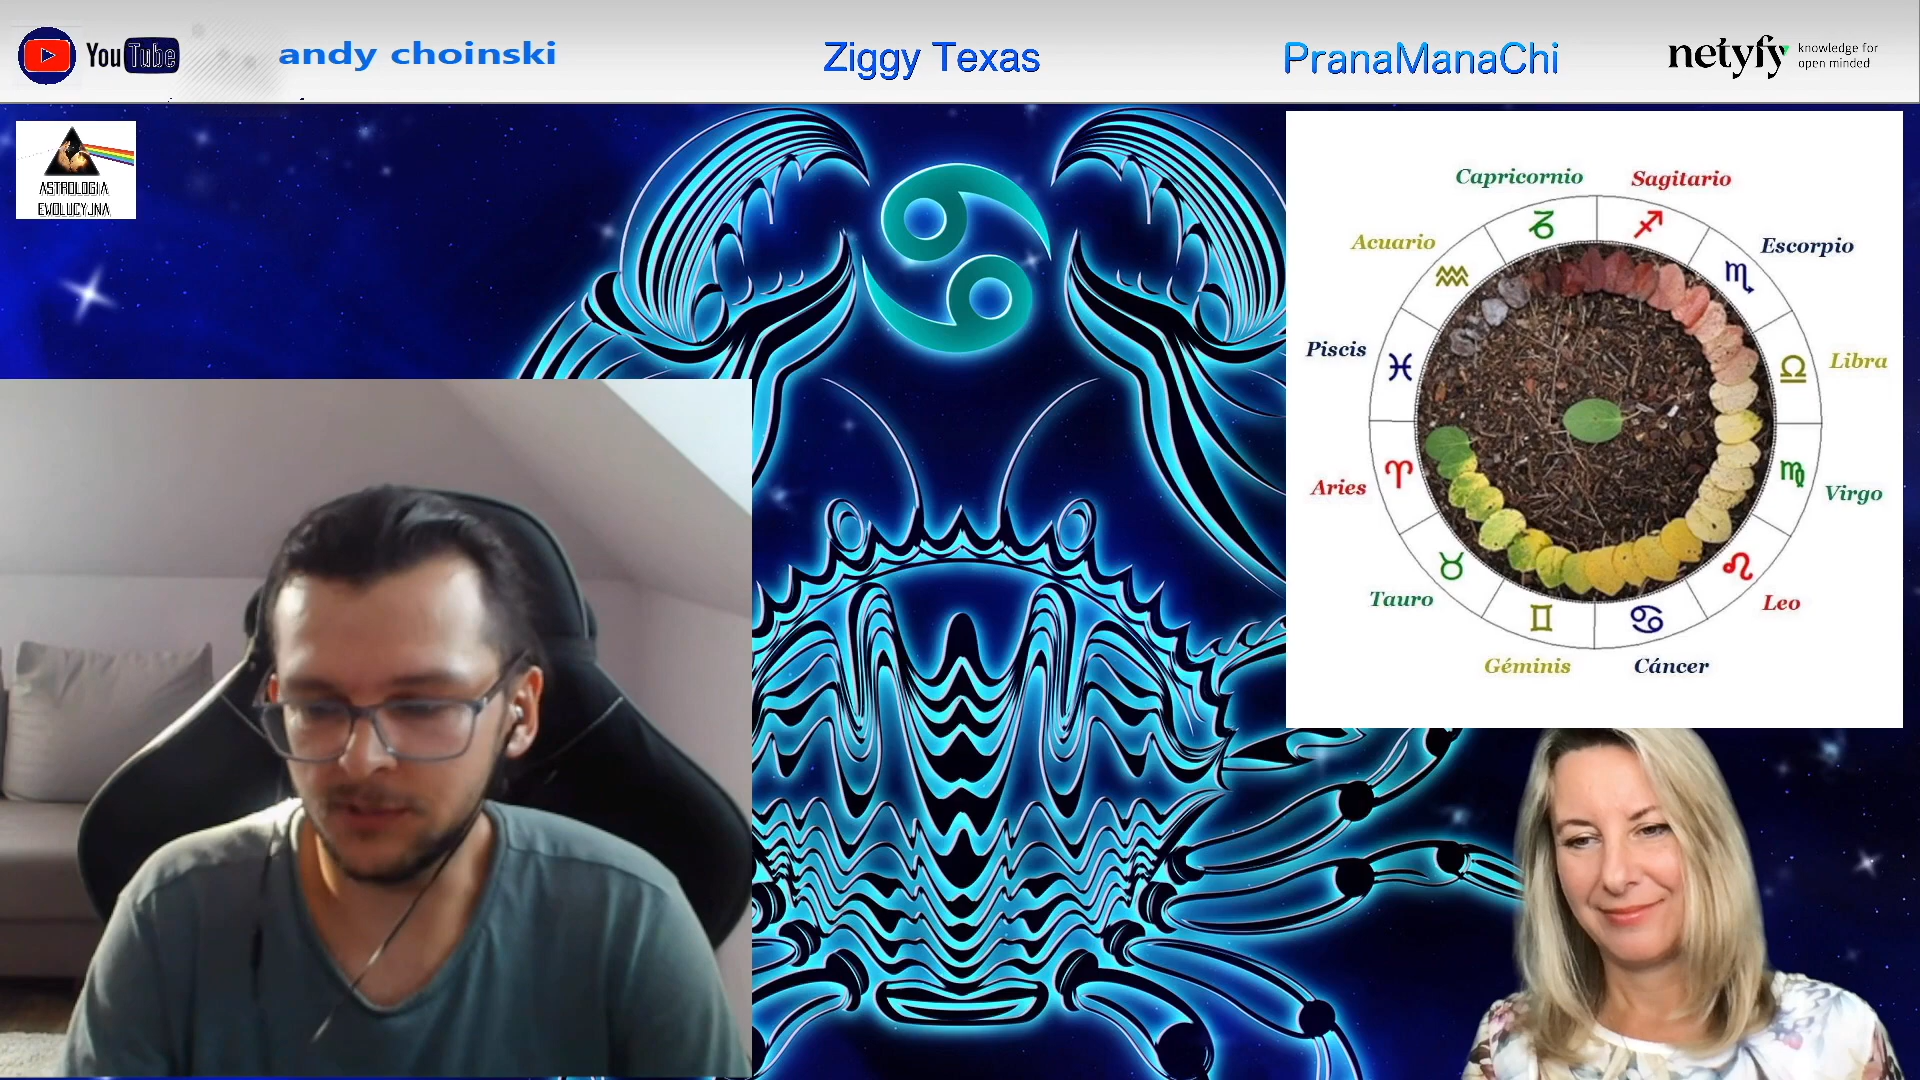 YouTube
andy choinski
Ziggy Texas
PranaManaChi
netyfy
knowledge for
open minded
ASTROLOGIA
EWOLUCYJNA
Capricornio
Sagitario
Acuario
Escorpio
Piscis
Libra
Aries
Virgo
Tauro
Leo
Géminis
Cáncer